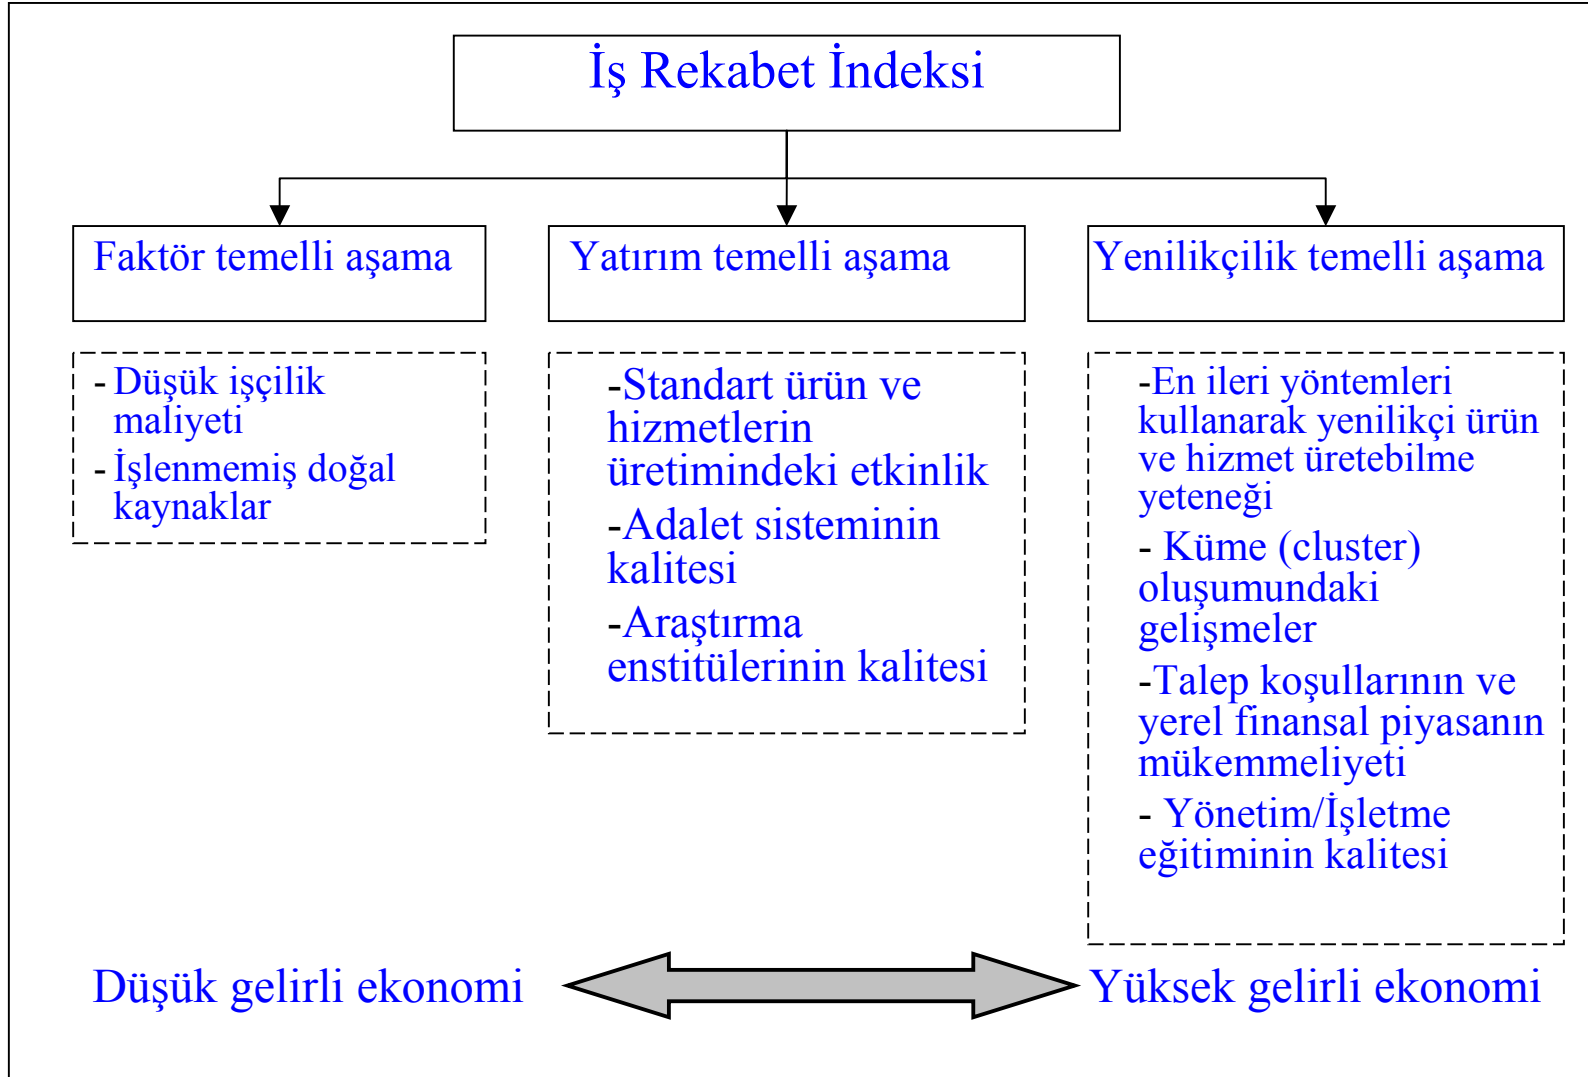 İş Rekabet İndeksi
Faktör temelli aşama
Yatırım temelli aşama
Yenilikçilik temelli aşama
- Düşük işçilik
maliyeti
- İşlenmemiş doğal
kaynaklar
-Standart ürün ve
hizmetlerin
üretimindeki etkinlik
-Adalet sisteminin
kalitesi
-Araştırma
enstitülerinin kalitesi
-En ileri yöntemleri
kullanarak yenilikçi ürün
ve hizmet üretebilme
yeteneği
- Küme (cluster)
oluşumundaki
gelişmeler
-Talep koşullarının ve
yerel finansal piyasanın
mükemmeliyeti
- Yönetim/İşletme
eğitiminin kalitesi
Düşük gelirli ekonomi
Yüksek gelirli ekonomi